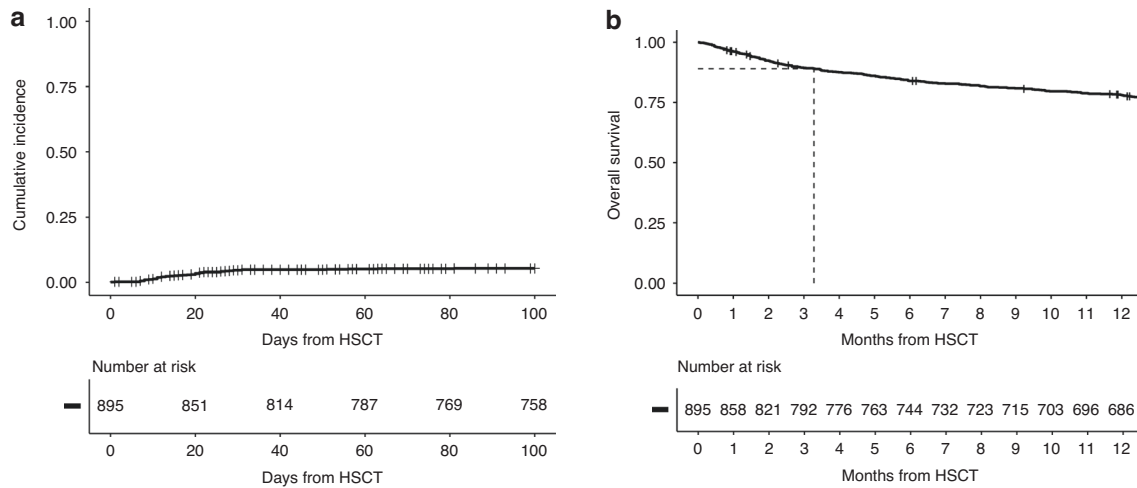 a
1.00
0.75
0.50
0.25
0.00
Cumulative incidence
0 20 40 60 80 100
Days from HSCT
Number at risk
895 851 814 787 769 758
0 20 40 60 80 100
Days from HSCT
b
1.00
0.75
0.50
0.25
0.00
Overall survival
0 1 2 3 4 5 6 7 8 9 10 11 12
Months from HSCT
Number at risk
895 858 821 792 776 763 744 732 723 715 703 696 686
0 1 2 3 4 5 6 7 8 9 10 11 12
Months from HSCT